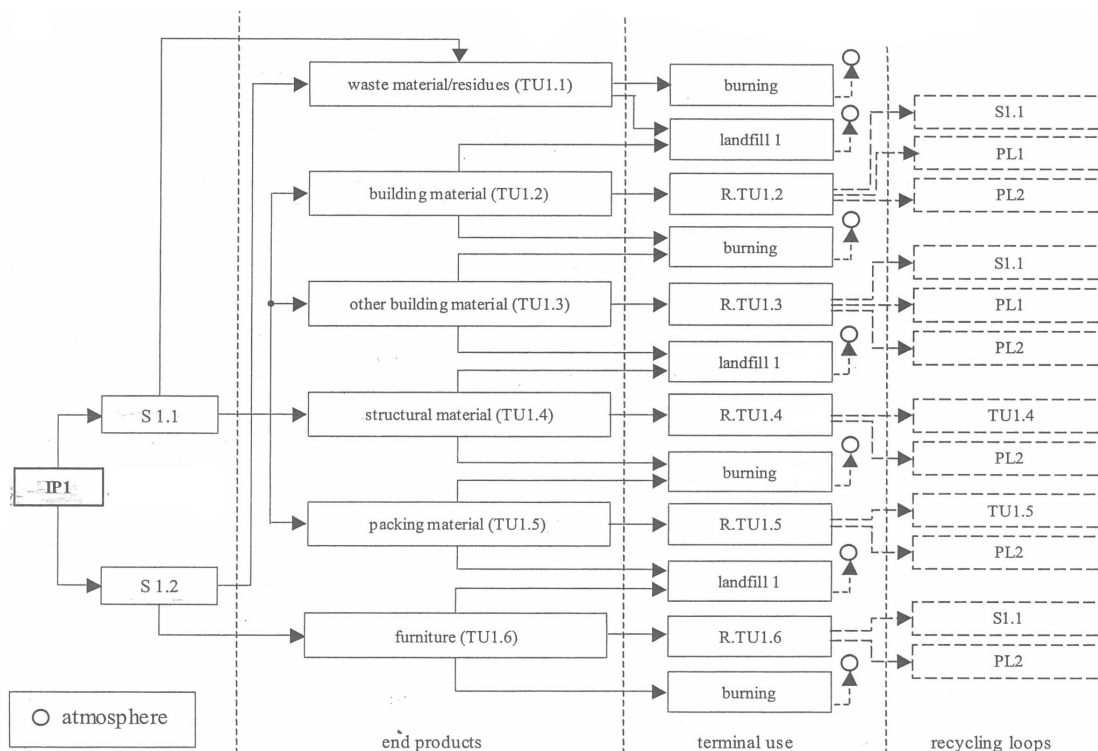 waste material/residues (TU1.1)
burning
S1.1
landfill 1
PL1
building material (TU1.2)
R.TU1.2
PL2
burning
S1.1
other building material (TU1.3)
R.TU1.3
PL1
landfill 1
PL2
S 1.1
structural material (TU1.4)
R.TU1.4
TU1.4
burning
PL2
IP1
packing material (TU1.5)
R.TU1.5
TU1.5
PL2
S 1.2
landfill 1
furniture (TU1.6)
R.TU1.6
S1.1
PL2
burning
atmosphere
end products
terminal use
recycling loops